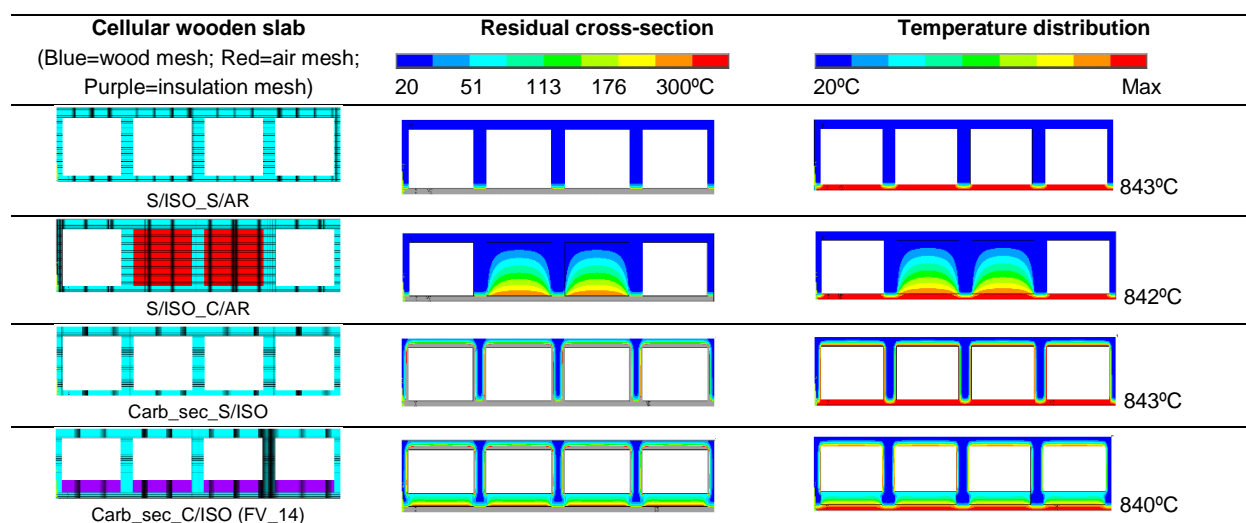 Cellular wooden slab
(Blue=wood mesh; Red=air mesh;
Purple=insulation mesh)
Residual cross-section
20 51 113 176 300ºC
Temperature distribution
20ºC Max
S/ISO_S/AR
843ºC
S/ISO_C/AR
842ºC
Carb_sec_S/ISO
843ºC
Carb_sec_C/ISO (FV_14)
840ºC